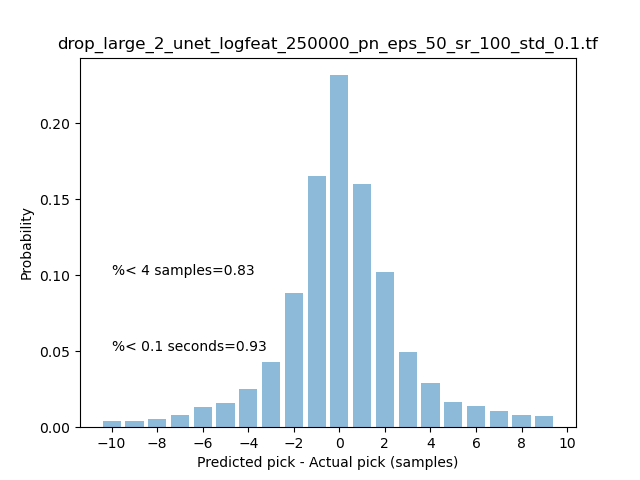 drop_large_2_unet_logfeat_250000_pn_eps_50_sr_100_std_0.1.tf
Probability
0.20
0.15
0.10
0.05
0.00
%< 4 samples=0.83
%< 0.1 seconds=0.93
−10 −8 −6 −4 −2 0 2 4 6 8 10
Predicted pick - Actual pick (samples)